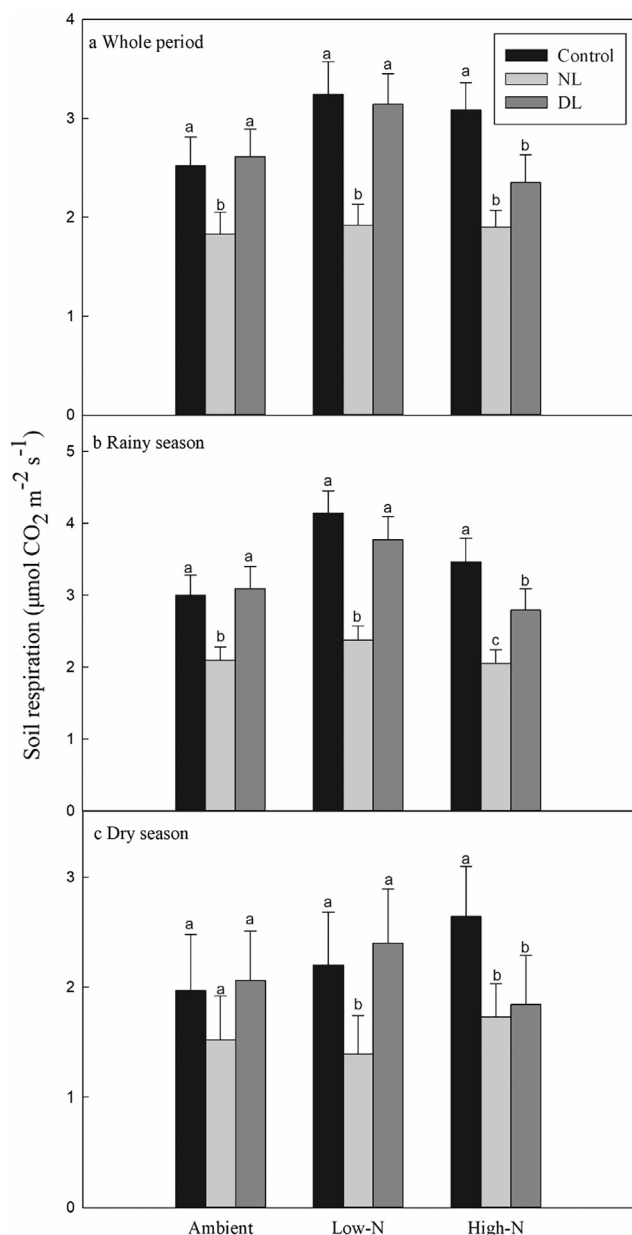 4
a Whole period
Control
NL
DL
3
2
1
0
a
b
a
a
b
a
a
b
b
Soil respiration (μmol CO2 m-2 s-1)
b Rainy season
5
4
3
2
1
0
a
b
a
a
b
a
a
c
b
c Dry season
3
2
1
0
a
a
a
a
b
a
a
b
b
Ambient Low-N High-N